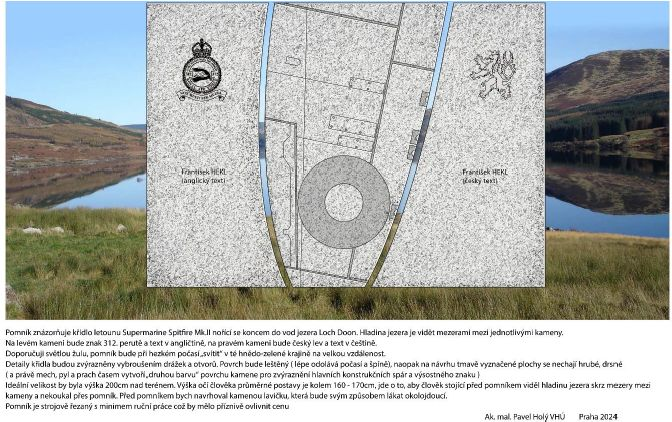 František HEKL
(anglický text)
František HEKL
(český text)
Pomník znázorňuje křídlo letounu Supermarine Spitfire Mk.II nořící se koncem do vod jezera Loch Doon. Hladina jezera je vidět mezerami mezi jednotlivými kameny.
Na levém kameni bude znak 312. perutě a text v angličtině, na pravém kameni bude český lev a text v češtině.
Doporučuji světlou žulu, pomník bude při hezkém počasí „svítit“ v té hnědo-zelené krajině na velkou vzdálenost.
Detaily křídla budou zvýrazněny vybroušením drážek a otvorů. Povrch bude leštěný ( lépe odolává počasí a špíně), naopak na návrhu tmavě vyznačené plochy se nechají hrubé, drsné
( a právě mech, pyl a prach časem vytvoří „druhou barvu“ povrchu kamene pro zvýraznění hlavních konstrukčních spár a výsostného znaku )
Ideální velikost by byla výška 200cm nad terénem. Výška očí člověka průměrné postavy je kolem 160 - 170cm, jde o to, aby člověk stojící před pomníkem viděl hladinu jezera skrz mezery mezi
kameny a nekoukal přes pomník. Před pomníkem bych navrhoval kamenou lavičku, která bude svým způsobem lákat okolojdoucí.
Pomník je strojově řezaný s minimem ruční práce což by mělo příznivě ovlivnit cenu
Ak. mal. Pavel Holý VHÚ Praha 2024